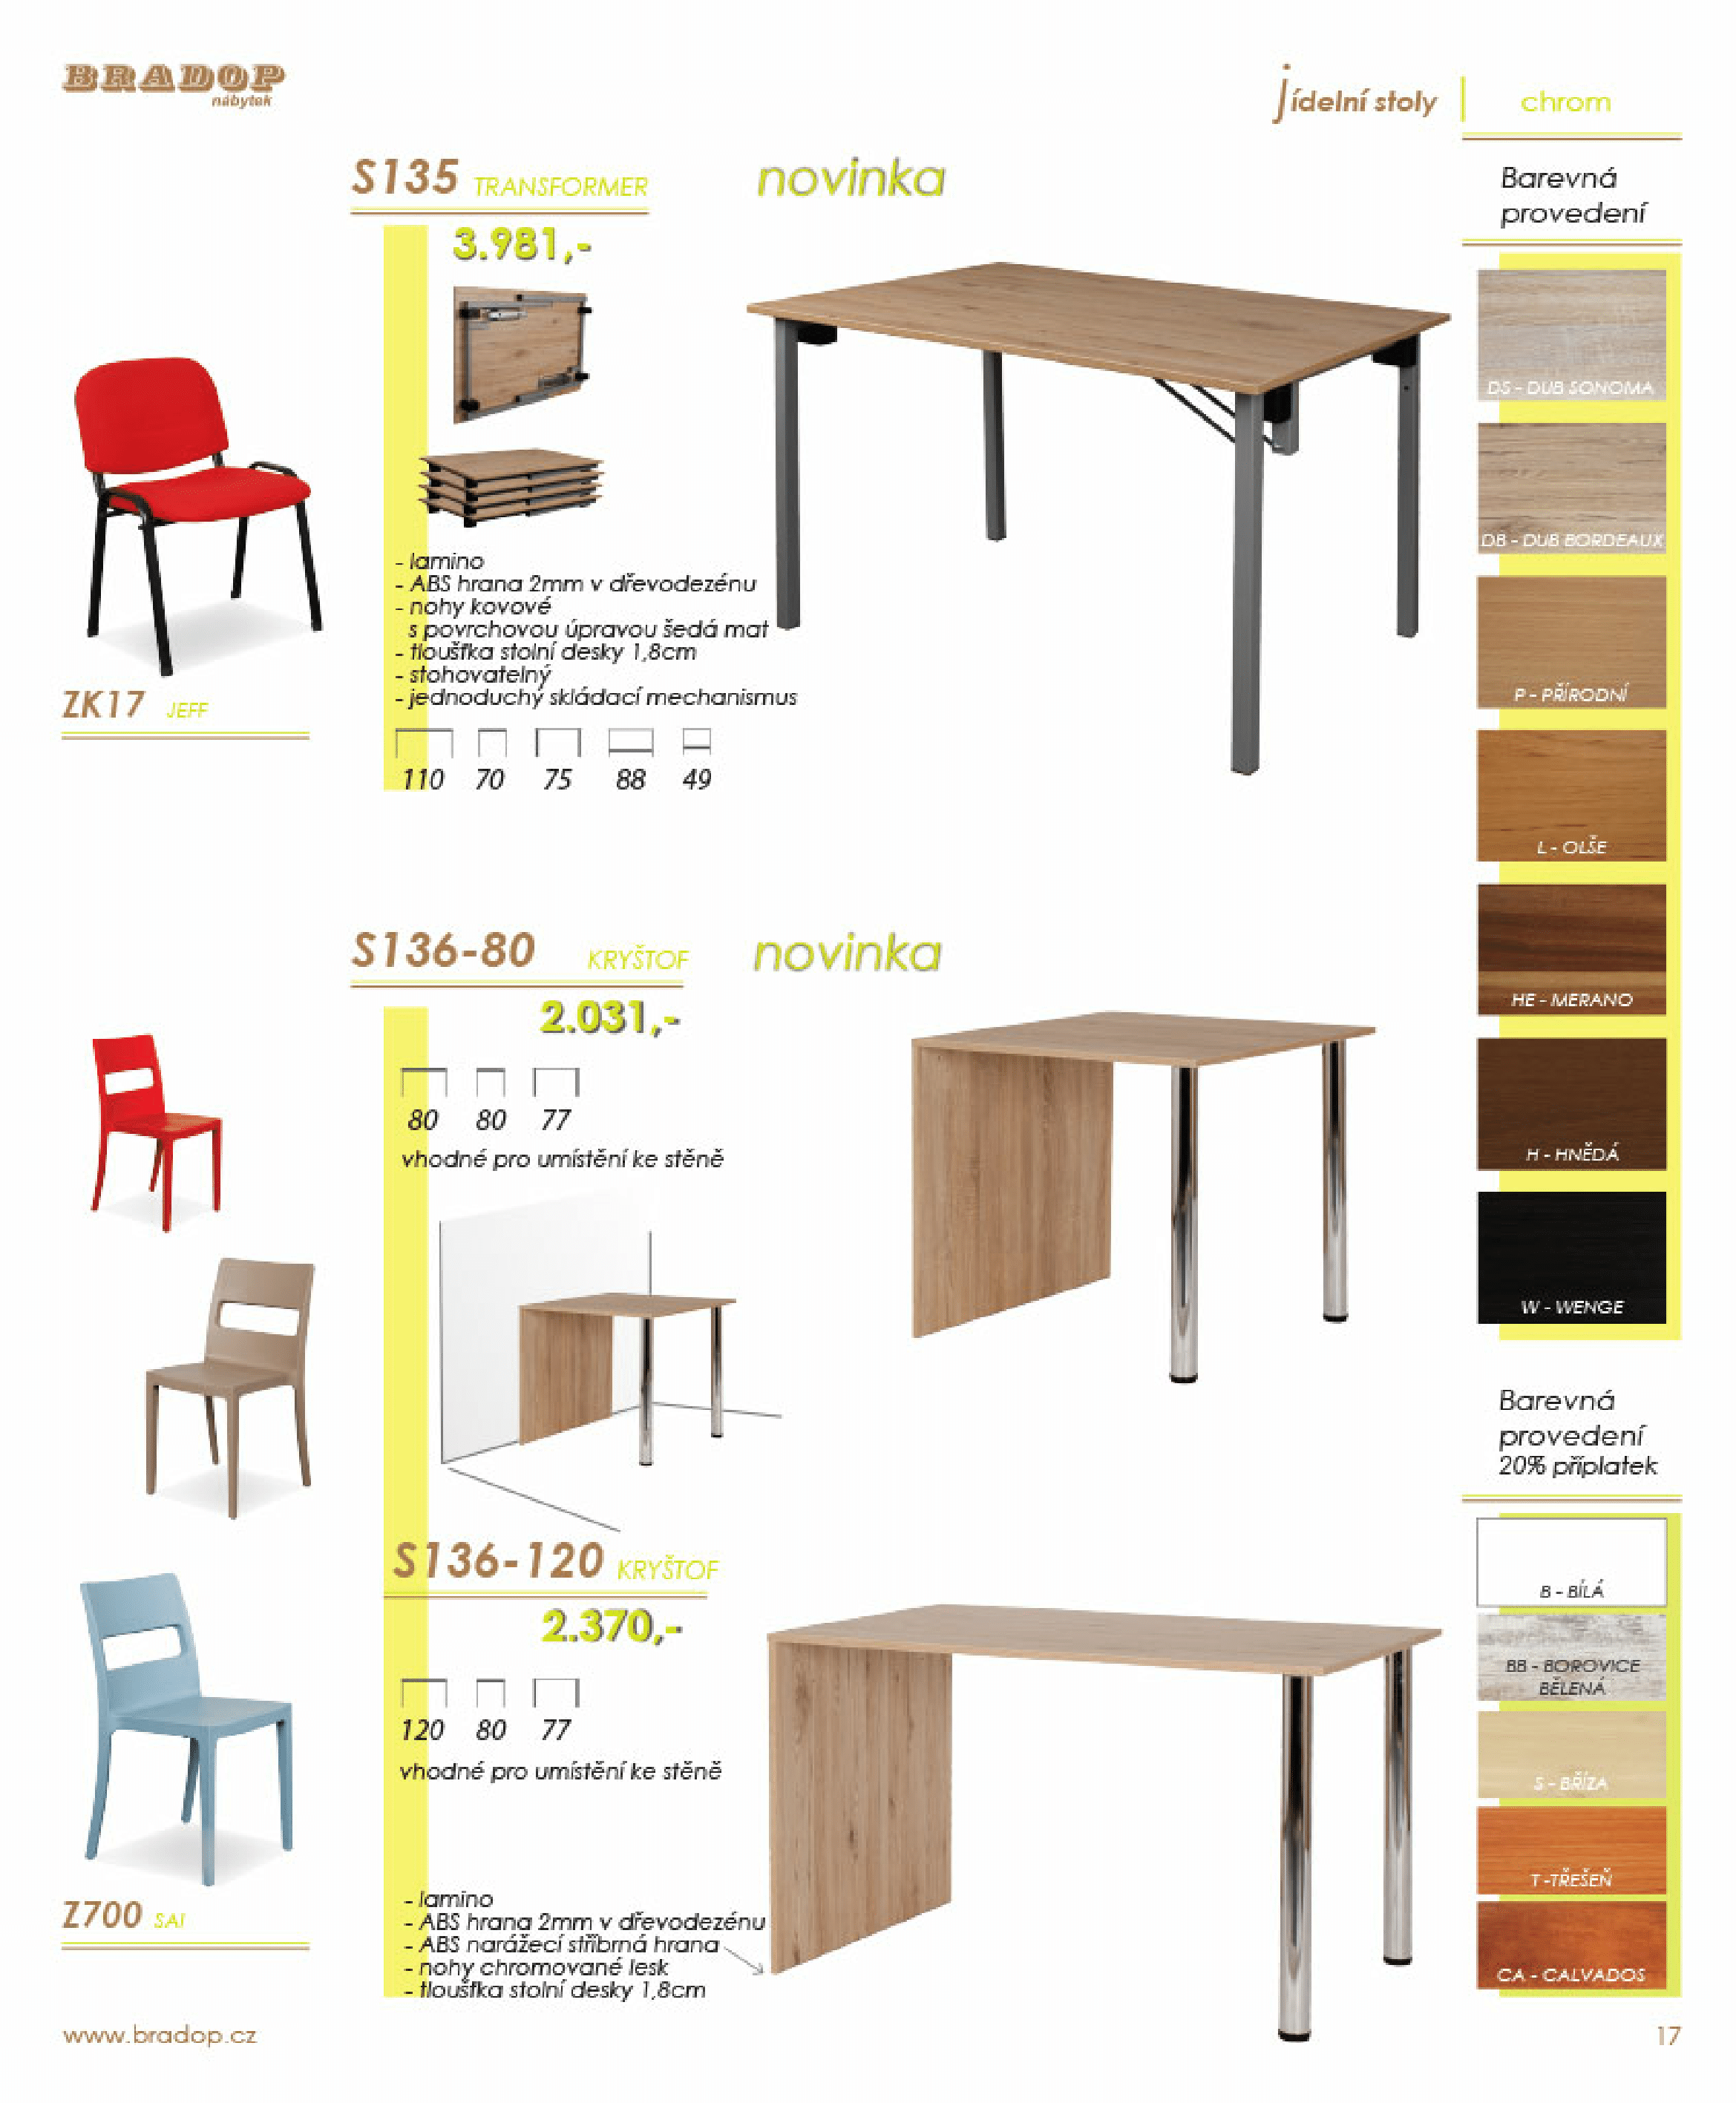 BRADOP
nábytek
jídelní stoly
chrom
S135 TRANSFORMER
novinka
3.981,-
- lamino
- ABS hrana 2mm v dřevodezénu
- nohy kovové
s povrchovou úpravou šedá mat
- tloušťka stolní desky 1,8cm
- stohovatelný
- jednoduchý skládací mechanismus
110 70 75 88 49
ZK17 JEFF
S136-80 KRYŠTOF
novinka
2.031,-
80 80 77
vhodné pro umístění ke stěně
S136-120 KRYŠTOF
2.370,-
120 80 77
vhodné pro umístění ke stěně
- lamino
- ABS hrana 2mm v dřevodezénu
- ABS narážecí stříbrná hrana
- nohy chromované lesk
- tloušťka stolní desky 1,8cm
Z700 SAI
Barevná
provedení
DS - DUB SONOMA
DB - DUB BORDEAUX
P - PŘÍRODNÍ
L - OLŠE
HE - MERANO
H - HNĚDÁ
W - WENGE
Barevná
provedení
20% příplatek
B - BÍLÁ
BB - BOROVICE
BĚLENÁ
S - BŘÍZA
T -TŘEŠEŇ
CA - CALVADOS
www.bradop.cz
17